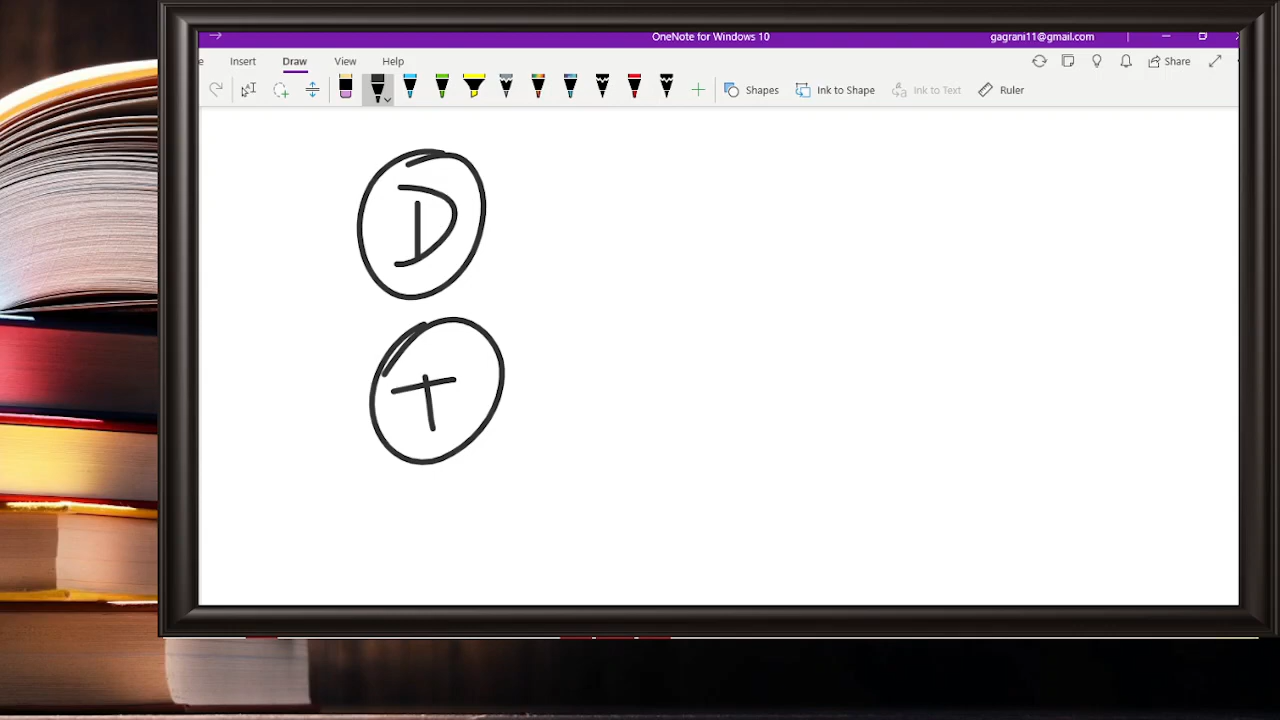 OneNote for Windows 10 gagrani11@gmail.com
Insert Draw View Help Share
Shapes Ink to Shape Ink to Text Ruler
D
T